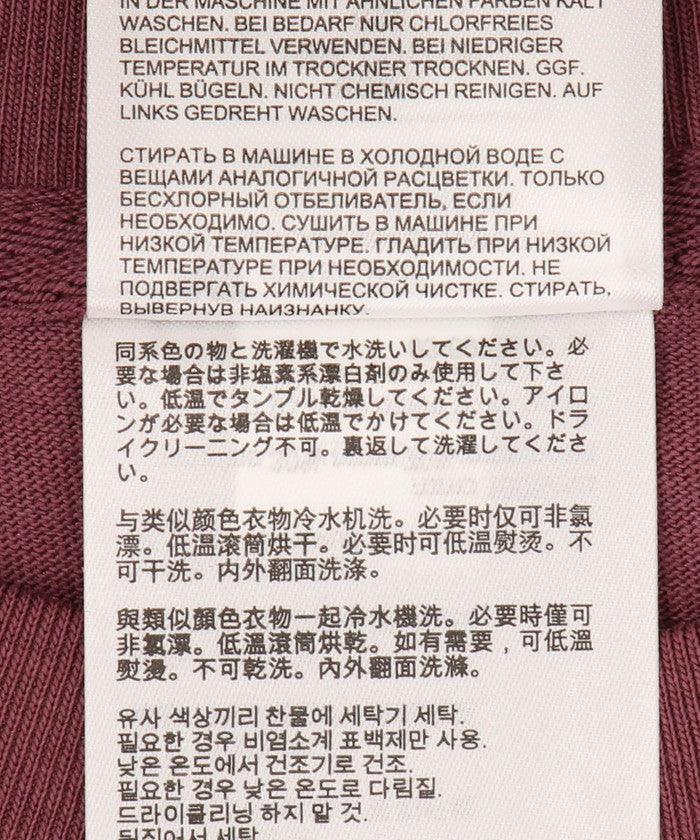 IN DER MASCHINE MIT ÄHNLICHEN FARBEN KALT
WASCHEN. BEI BEDARF NUR CHLORFREIES
BLEICHMITTEL VERWENDEN. BEI NIEDRIGER
TEMPERATUR IM TROCKNER TROCKNEN. GGF.
KÜHL BÜGELN. NICHT CHEMISCH REINIGEN. AUF
LINKS GEDREHT WASCHEN.
СТИРАТЬ В МАШИНЕ В ХОЛОДНОЙ ВОДЕ С
ВЕЩАМИ АНАЛОГИЧНОЙ РАСЦВЕТКИ. ТОЛЬКО
БЕСХЛОРНЫЙ ОТБЕЛИВАТЕЛЬ, ЕСЛИ
НЕОБХОДИМО. СУШИТЬ В МАШИНЕ ПРИ
НИЗКОЙ ТЕМПЕРАТУРЕ. ГЛАДИТЬ ПРИ НИЗКОЙ
ТЕМПЕРАТУРЕ ПРИ НЕОБХОДИМОСТИ. НЕ
ПОДВЕРГАТЬ ХИМИЧЕСКОЙ ЧИСТКЕ. СТИРАТЬ,
ВЫВЕРНУВ НАИЗНАНКУ.
同系色の物と洗濯機で水洗いしてください。必
要な場合は非塩素系漂白剤のみ使用して下さ
い。低温でタンブル乾燥してください。アイロ
ンが必要な場合は低温でかけてください。ドラ
イクリーニング不可。裏返して洗濯してくださ
い。
与类似颜色衣物冷水机洗。必要时仅可非氯
漂。低温滚筒烘干。必要时可低温熨烫。不
可干洗。内外翻面洗涤。
與類似顏色衣物一起冷水機洗。必要時僅可
非氯漂。低溫滾筒烘乾。如有需要，可低溫
熨燙。不可乾洗。內外翻面洗滌。
유사 색상끼리 찬물에 세탁기 세탁.
필요한 경우 비염소계 표백제만 사용.
낮은 온도에서 건조기로 건조.
필요한 경우 낮은 온도로 다림질.
드라이클리닝 하지 말 것.
뒤집어서 세탁.